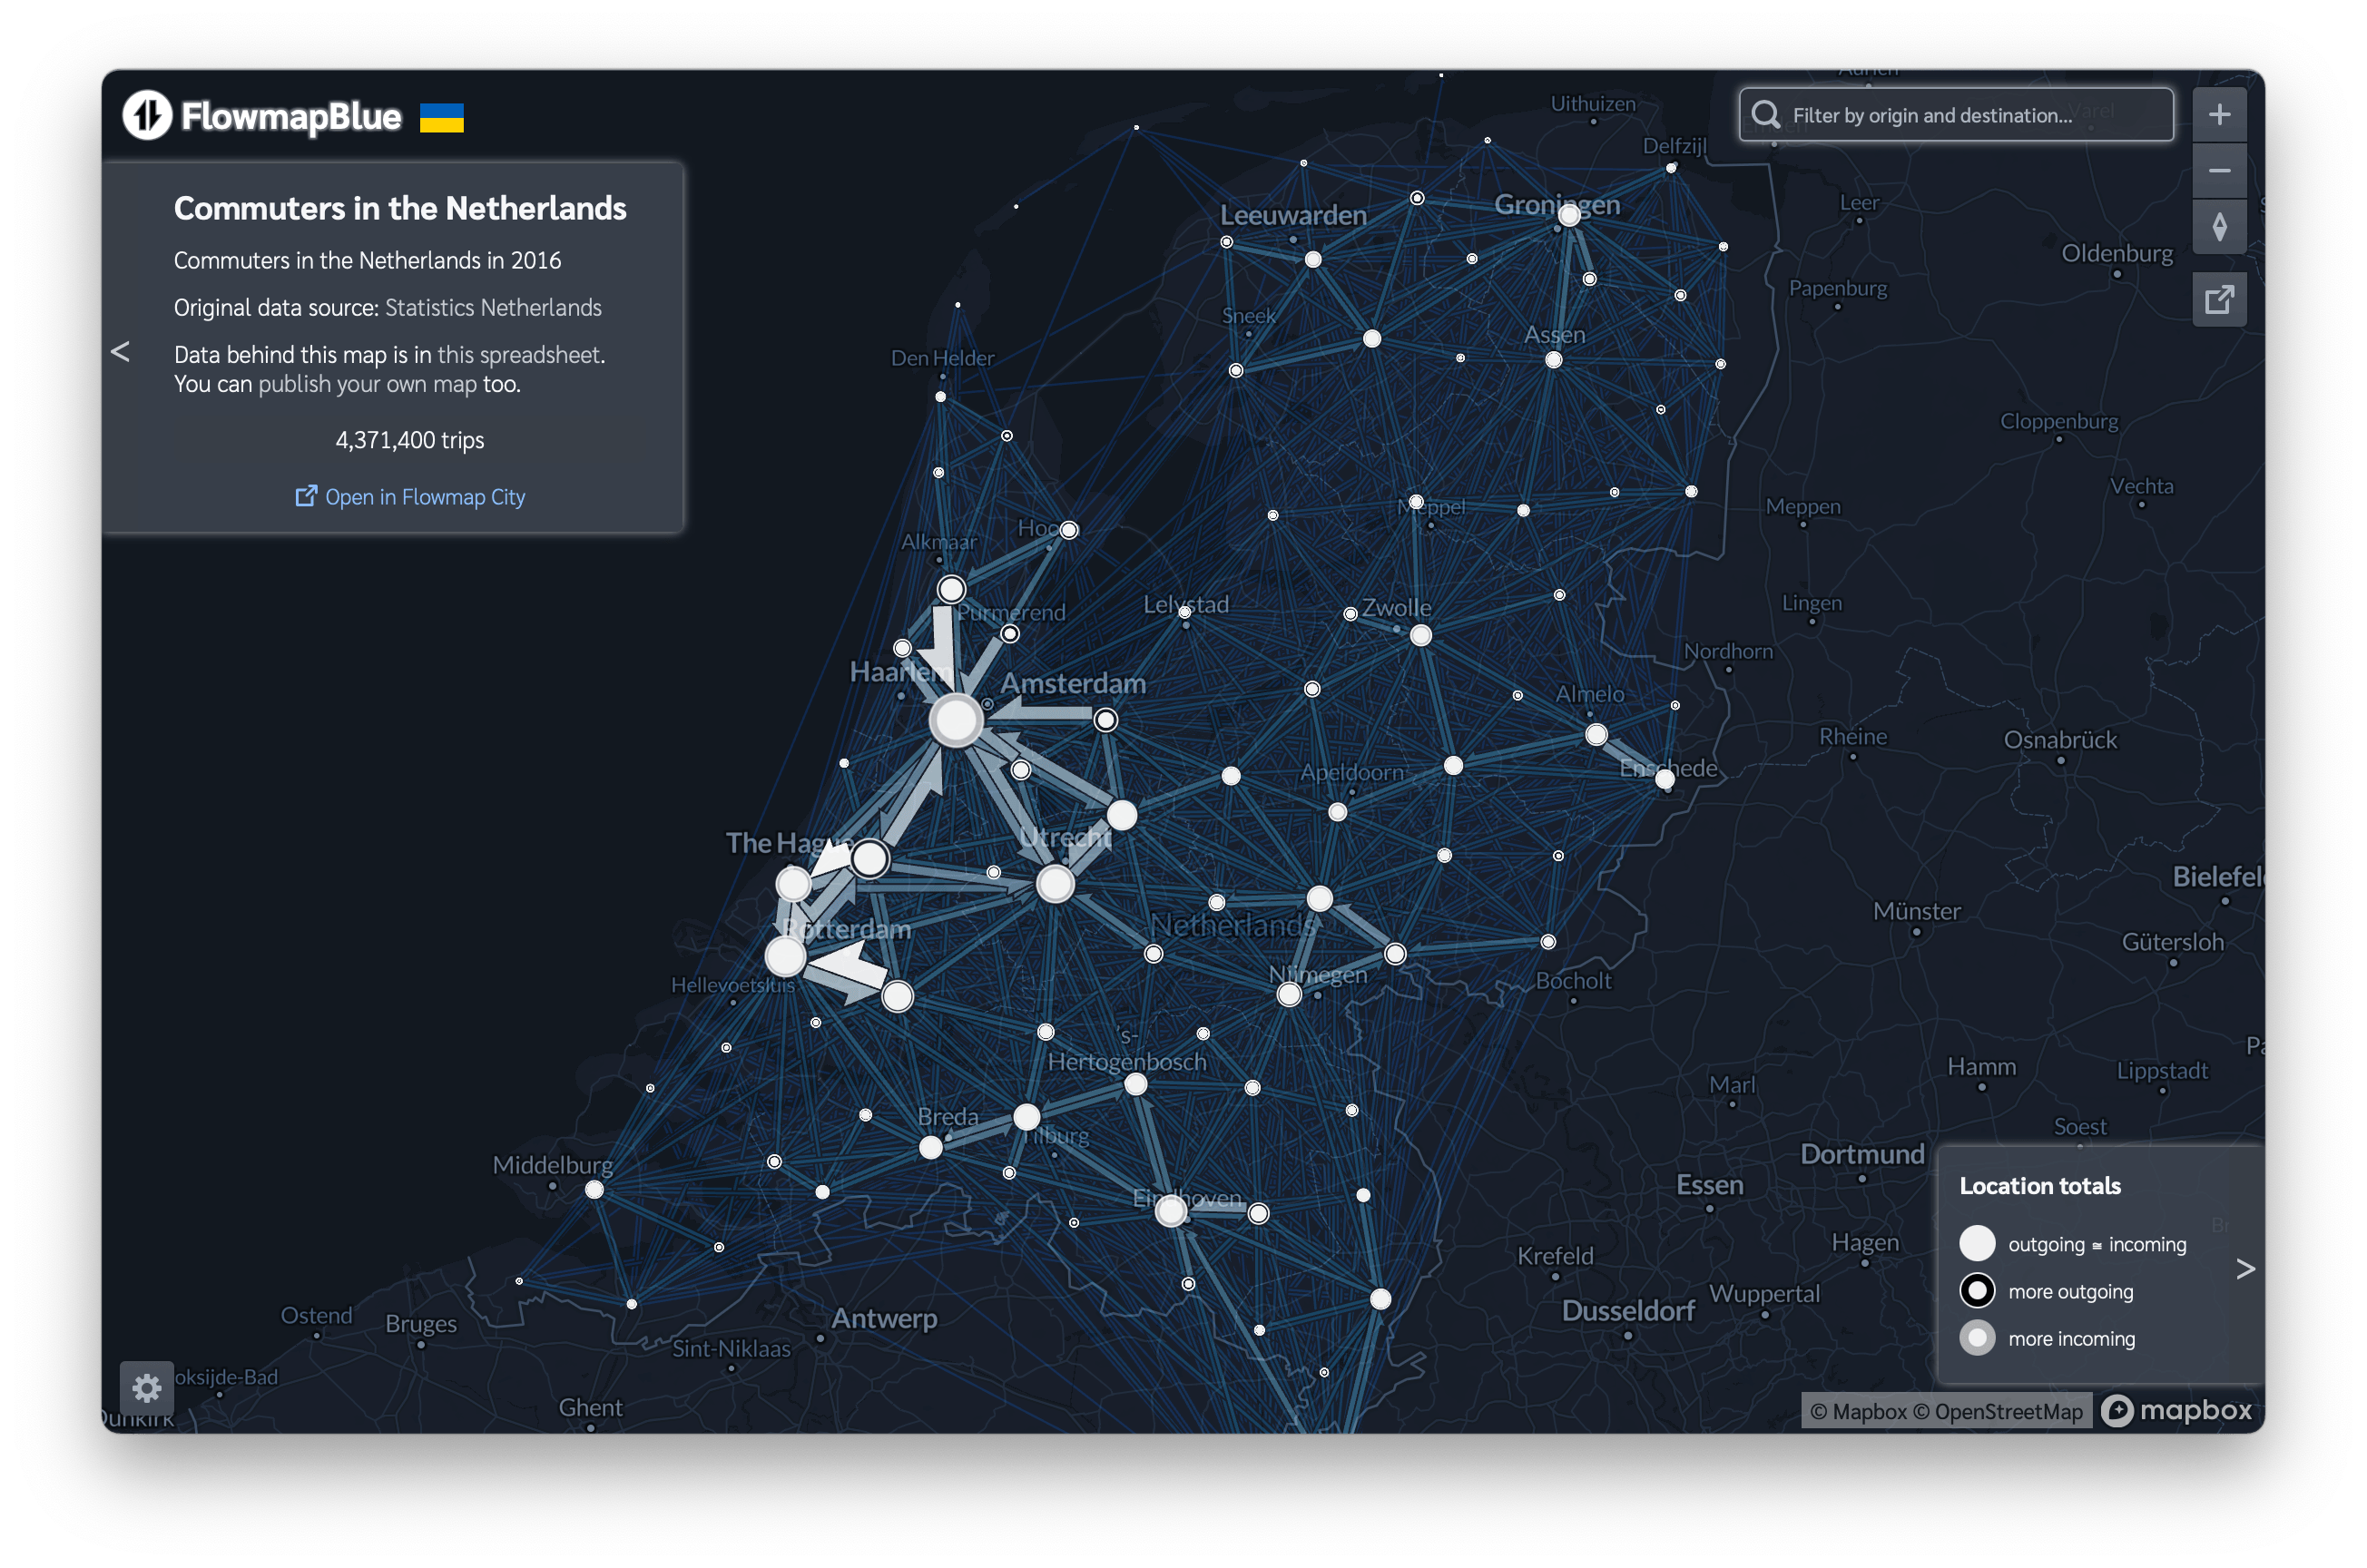 FlowmapBlue
Commuters in the Netherlands
Commuters in the Netherlands in 2016
Original data source: Statistics Netherlands
Data behind this map is in this spreadsheet.
You can publish your own map too.
4,371,400 trips
Open in Flowmap City
<
Filter by origin and destination...
+
−
Uithuizen
Varel
Delfzijl
Leer
Leeuwarden
Groningen
Oldenburg
Papenburg
Sneek
Assen
Den Helder
Cloppenburg
Vechta
Meppel
Meppen
Alkmaar
Lelystad
Zwolle
Purmerend
Lingen
Nordhorn
Haarlem
Amsterdam
Almelo
Rheine
Osnabrück
Apeldoorn
Enschede
The Hague
Utrecht
Münster
Netherlands
Rotterdam
Gütersloh
Nijmegen
Bocholt
Hellevoetsluis
's-
Hertogenbosch
Hamm
Lippstadt
Marl
Breda
Tilburg
Soest
Dortmund
Middelburg
Essen
Eindhoven
Krefeld
Hagen
Wuppertal
Dusseldorf
Ostend
Bruges
Antwerp
Sint-Niklaas
oksijde-Bad
Ghent
Location totals
outgoing ≃ incoming
more outgoing
more incoming
>
© Mapbox © OpenStreetMap
mapbox